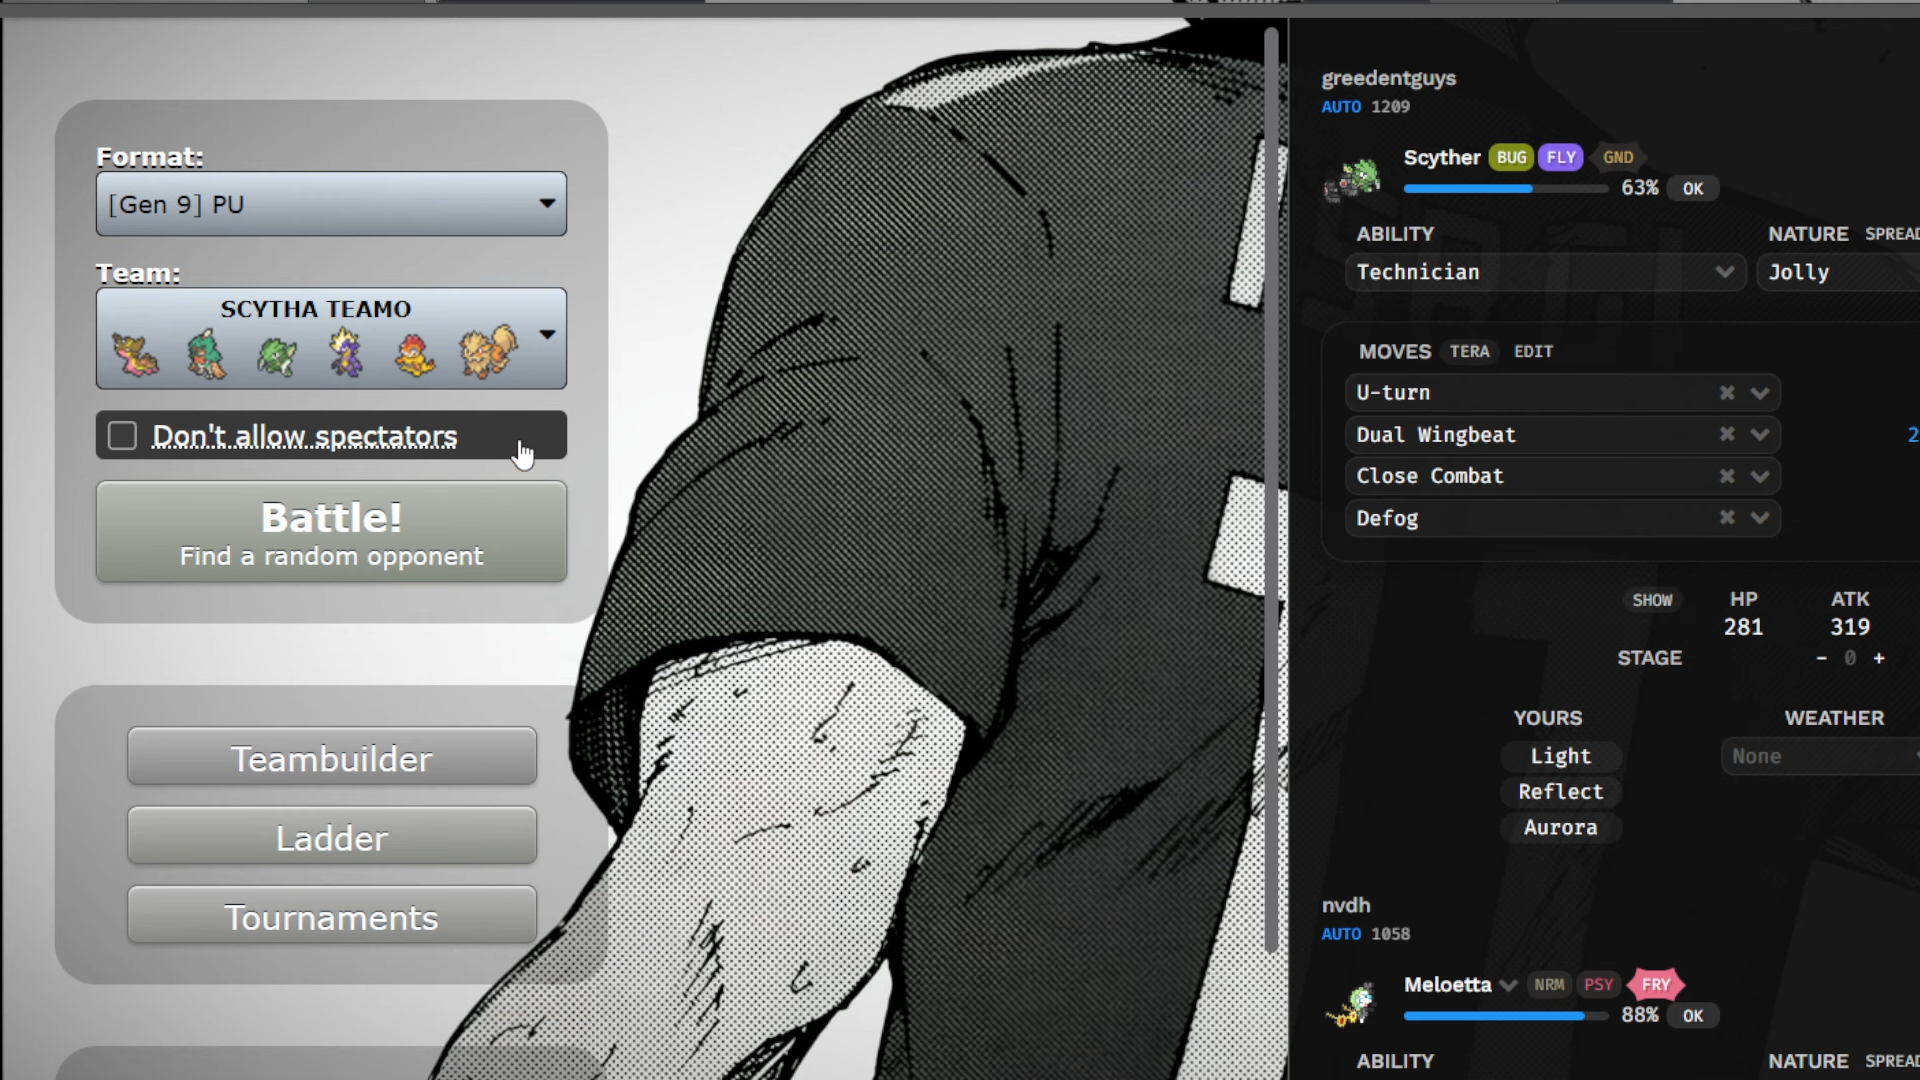 Format:
[Gen 9] PU
Team:
SCYTHA TEAMO
Don't allow spectators
Battle!
Find a random opponent
Teambuilder
Ladder
Tournaments
greedentguys
AUTO 1209
Scyther BUG FLY GND
63% OK
ABILITY NATURE SPREAD
Technician Jolly
MOVES TERA EDIT
U-turn
Dual Wingbeat 2
Close Combat
Defog
SHOW HP ATK
281 319
STAGE - 0 +
YOURS WEATHER
Light None
Reflect
Aurora
nvdh
AUTO 1058
Meloetta NRM PSY FRY
88% OK
ABILITY NATURE SPREAD